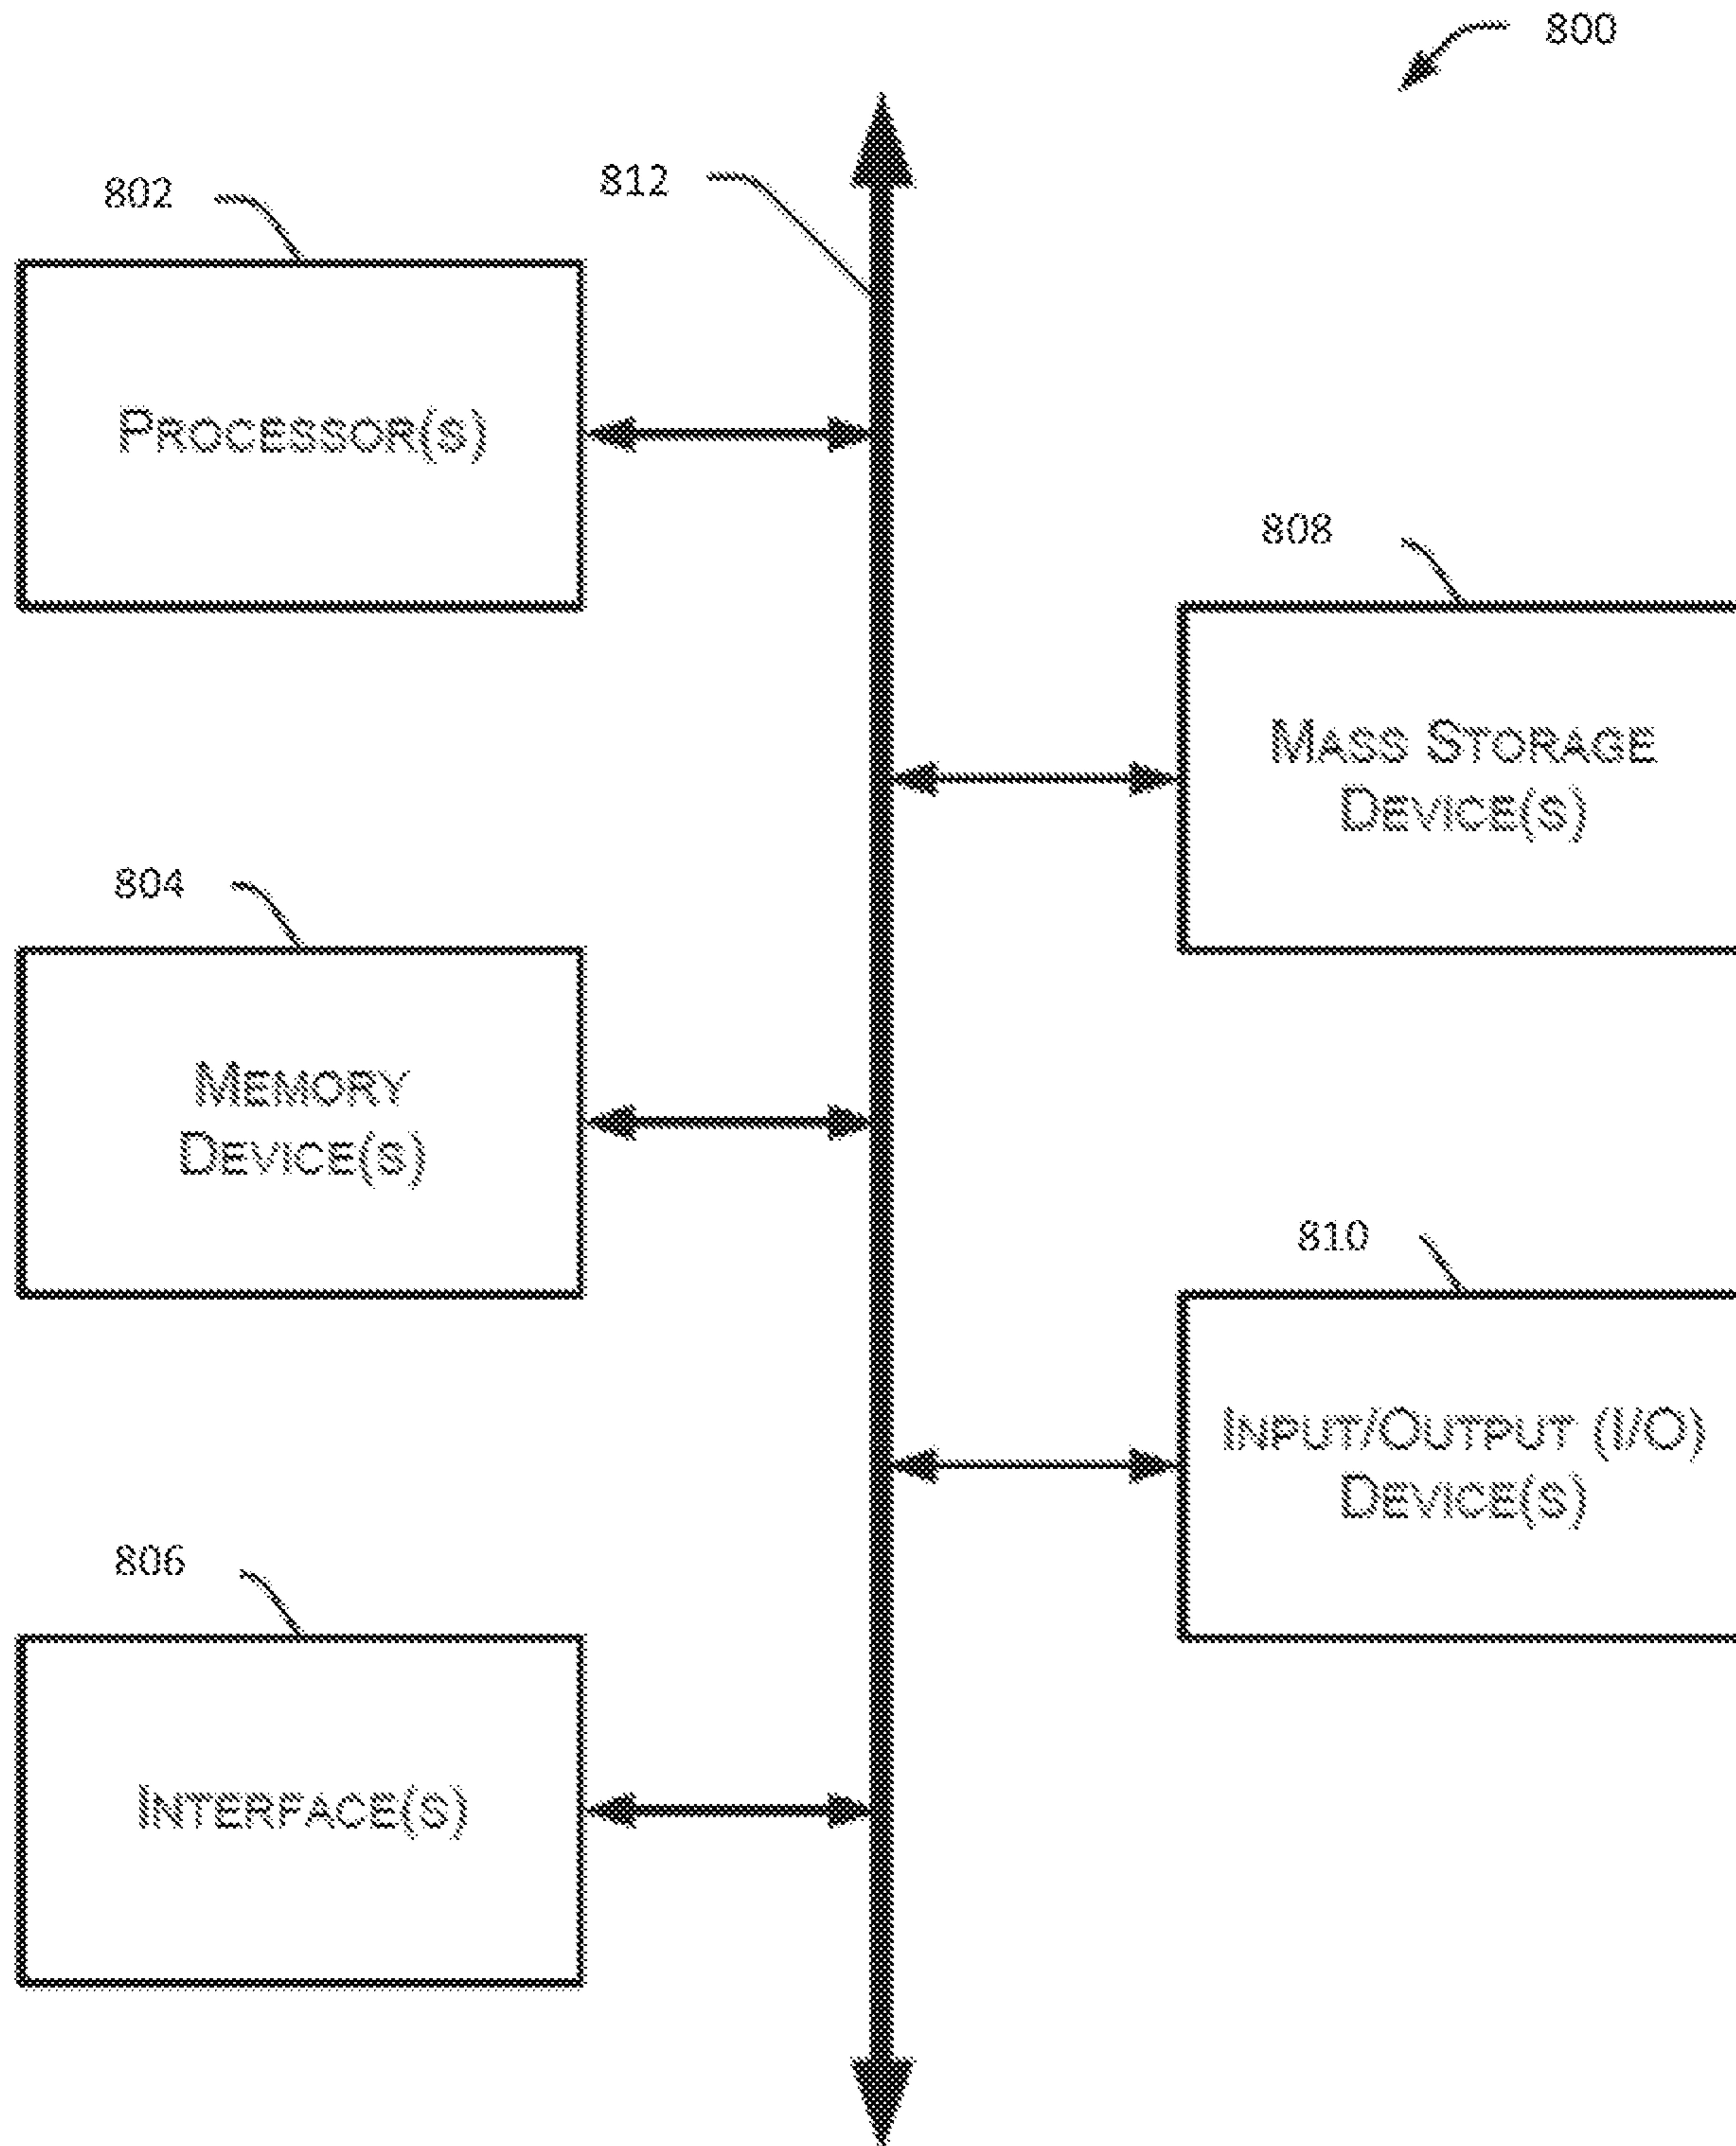 800
802
812
PROCESSOR(S)
808
MASS STORAGE
DEVICE(S)
804
MEMORY
DEVICE(S)
810
INPUT/OUTPUT (I/O)
DEVICE(S)
806
INTERFACE(S)